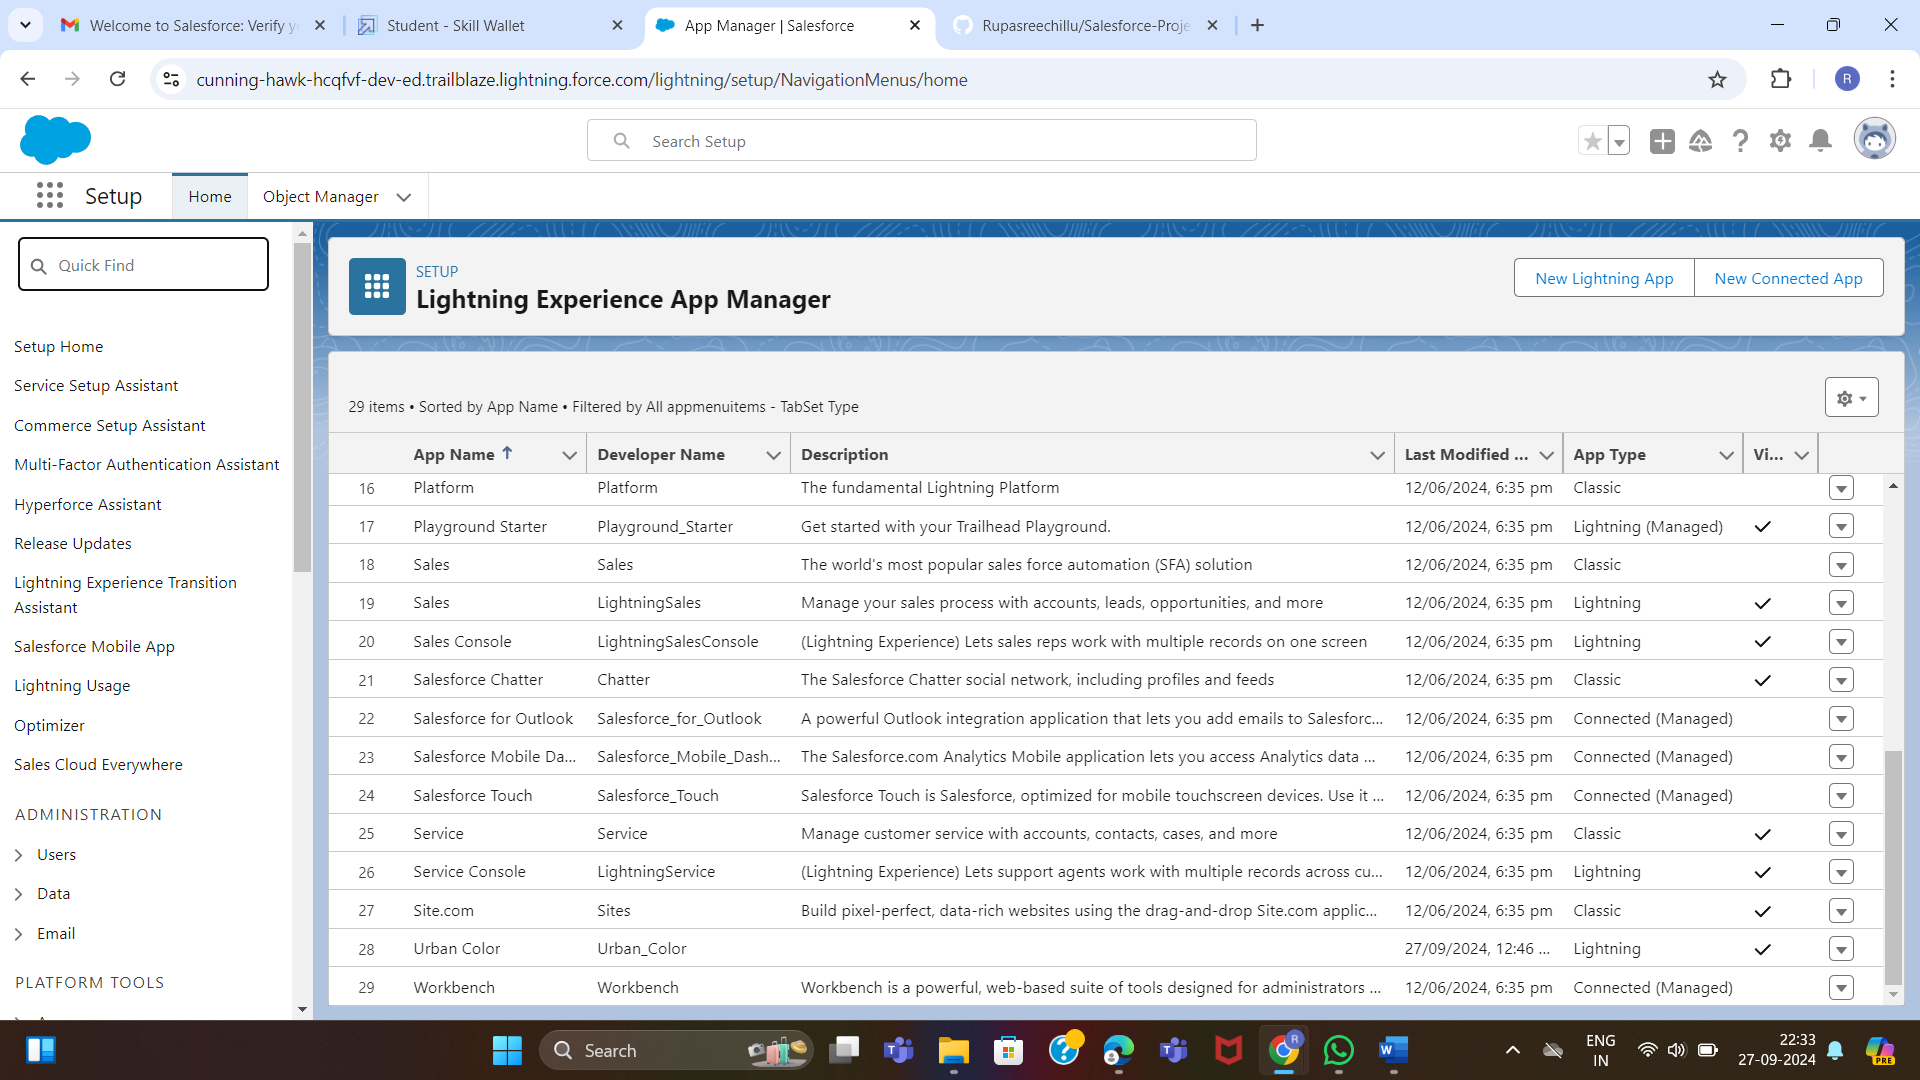 Welcome to Salesforce: Verify y
Student - Skill Wallet
App Manager | Salesforce
Rupasreechillu/Salesforce-Proje
cunning-hawk-hcqfvf-dev-ed.trailblaze.lightning.force.com/lightning/setup/NavigationMenus/home
R
Search Setup
Setup
Home
Object Manager
Quick Find
Setup Home
Service Setup Assistant
Commerce Setup Assistant
Multi-Factor Authentication Assistant
Hyperforce Assistant
Release Updates
Lightning Experience Transition
Assistant
Salesforce Mobile App
Lightning Usage
Optimizer
Sales Cloud Everywhere
ADMINISTRATION
Users
Data
Email
PLATFORM TOOLS
SETUP
Lightning Experience App Manager
New Lightning App
New Connected App
29 items • Sorted by App Name • Filtered by All appmenuitems - TabSet Type
App Name Developer Name Description Last Modified ... App Type Vi...
16 Platform Platform The fundamental Lightning Platform 12/06/2024, 6:35 pm Classic
17 Playground Starter Playground_Starter Get started with your Trailhead Playground. 12/06/2024, 6:35 pm Lightning (Managed)
18 Sales Sales The world's most popular sales force automation (SFA) solution 12/06/2024, 6:35 pm Classic
19 Sales LightningSales Manage your sales process with accounts, leads, opportunities, and more 12/06/2024, 6:35 pm Lightning
20 Sales Console LightningSalesConsole (Lightning Experience) Lets sales reps work with multiple records on one screen 12/06/2024, 6:35 pm Lightning
21 Salesforce Chatter Chatter The Salesforce Chatter social network, including profiles and feeds 12/06/2024, 6:35 pm Classic
22 Salesforce for Outlook Salesforce_for_Outlook A powerful Outlook integration application that lets you add emails to Salesforc... 12/06/2024, 6:35 pm Connected (Managed)
23 Salesforce Mobile Da... Salesforce_Mobile_Dash... The Salesforce.com Analytics Mobile application lets you access Analytics data ... 12/06/2024, 6:35 pm Connected (Managed)
24 Salesforce Touch Salesforce_Touch Salesforce Touch is Salesforce, optimized for mobile touchscreen devices. Use it ... 12/06/2024, 6:35 pm Connected (Managed)
25 Service Service Manage customer service with accounts, contacts, cases, and more 12/06/2024, 6:35 pm Classic
26 Service Console LightningService (Lightning Experience) Lets support agents work with multiple records across cu... 12/06/2024, 6:35 pm Lightning
27 Site.com Sites Build pixel-perfect, data-rich websites using the drag-and-drop Site.com applic... 12/06/2024, 6:35 pm Classic
28 Urban Color Urban_Color 27/09/2024, 12:46 ... Lightning
29 Workbench Workbench Workbench is a powerful, web-based suite of tools designed for administrators ... 12/06/2024, 6:35 pm Connected (Managed)
Search
ENG
IN
22:33
27-09-2024
PRE